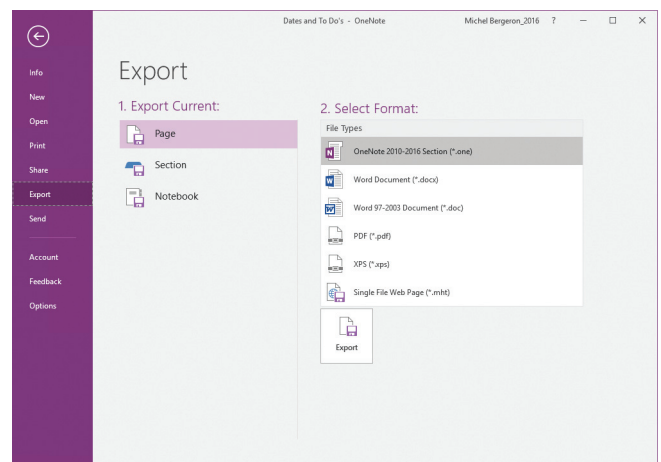 Dates and To Do's - OneNote
Michel Bergeron_2016
?
Info
New
Open
Print
Share
Export
Send
Account
Feedback
Options
Export
1. Export Current:
Page
Section
Notebook
2. Select Format:
File Types
OneNote 2010-2016 Section (*.one)
Word Document (*.docx)
Word 97-2003 Document (*.doc)
PDF (*.pdf)
XPS (*.xps)
Single File Web Page (*.mht)
Export